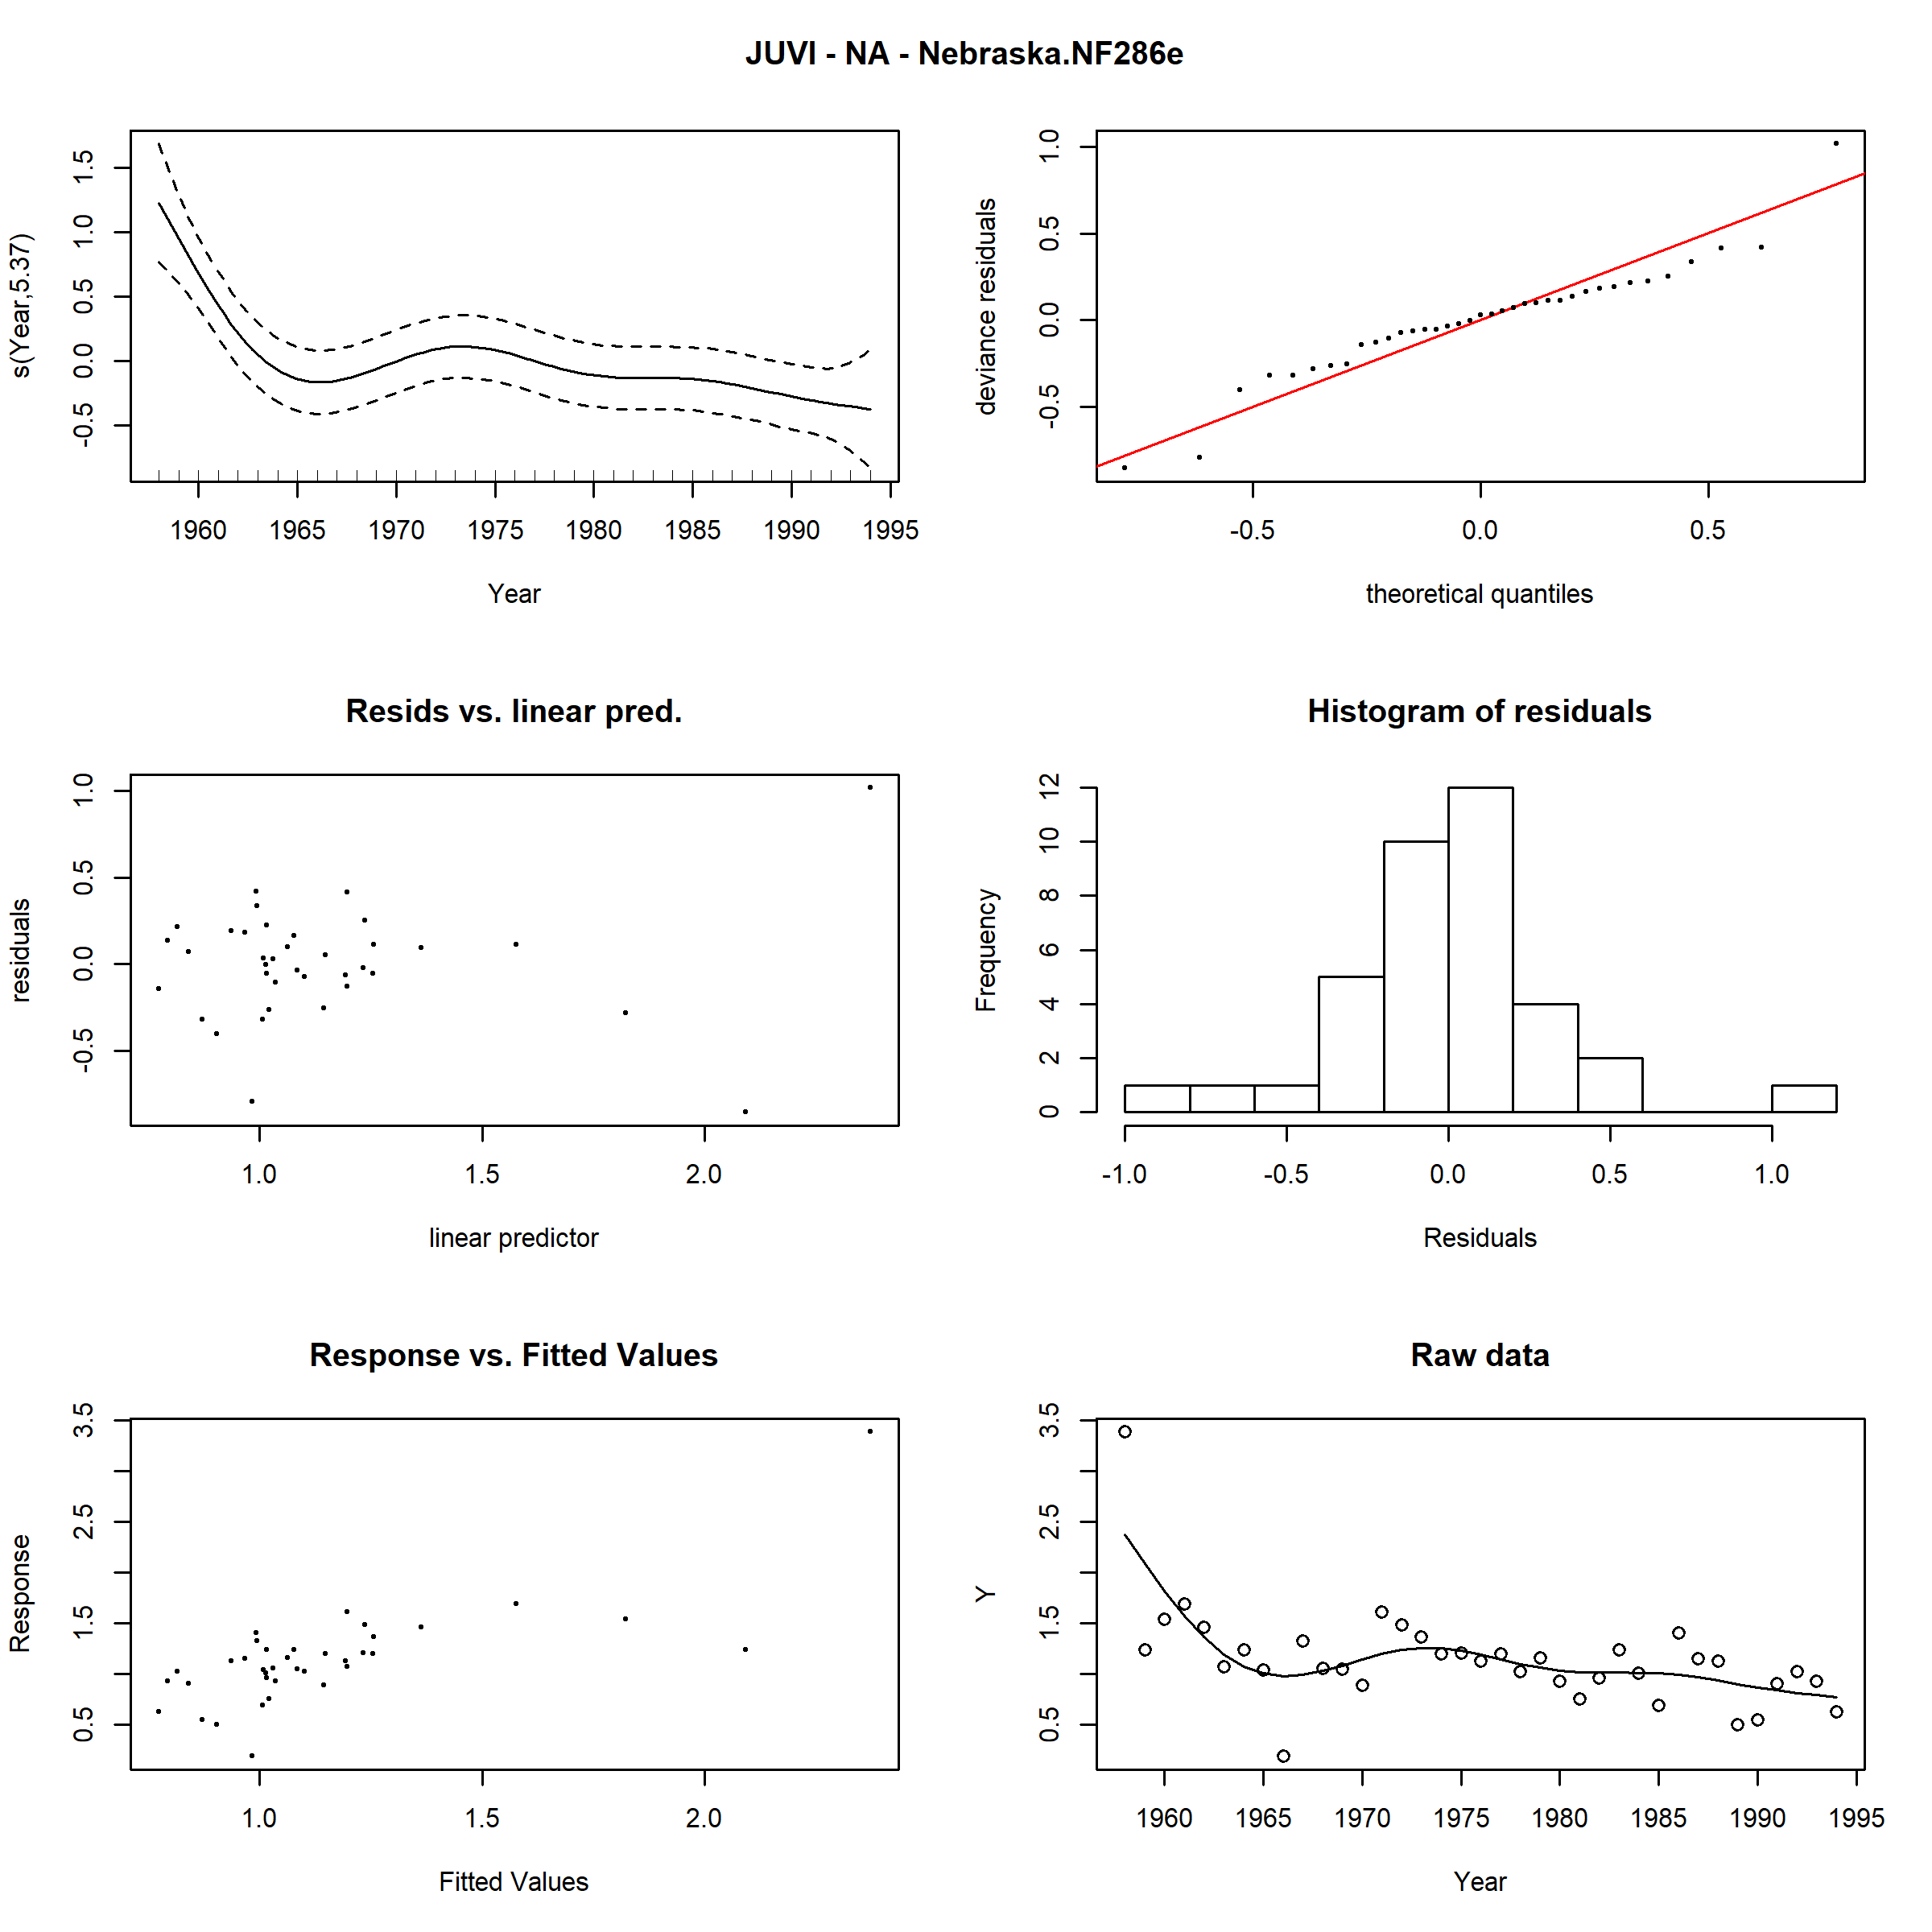 JUVI - NA - Nebraska.NF286e
s(Year,5.37)
-0.5 0.0 0.5 1.0 1.5
1960 1965 1970 1975 1980 1985 1990 1995
Year
deviance residuals
-0.5 0.0 0.5 1.0
-0.5 0.0 0.5
theoretical quantiles
Resids vs. linear pred.
residuals
-0.5 0.0 0.5 1.0
1.0 1.5 2.0
linear predictor
Histogram of residuals
Frequency
0 2 4 6 8 10 12
-1.0 -0.5 0.0 0.5 1.0
Residuals
Response vs. Fitted Values
Response
0.5 1.5 2.5 3.5
1.0 1.5 2.0
Fitted Values
Raw data
Y
0.5 1.5 2.5 3.5
1960 1965 1970 1975 1980 1985 1990 1995
Year